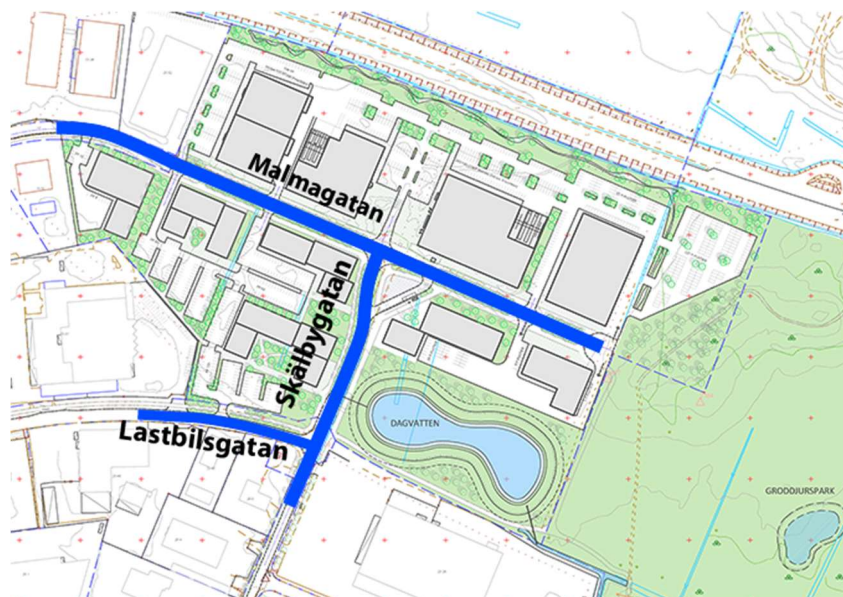 Malmagatan
Skälbygatan
Lastbilsgatan
DAGVATTEN
GRODDJURSPARK